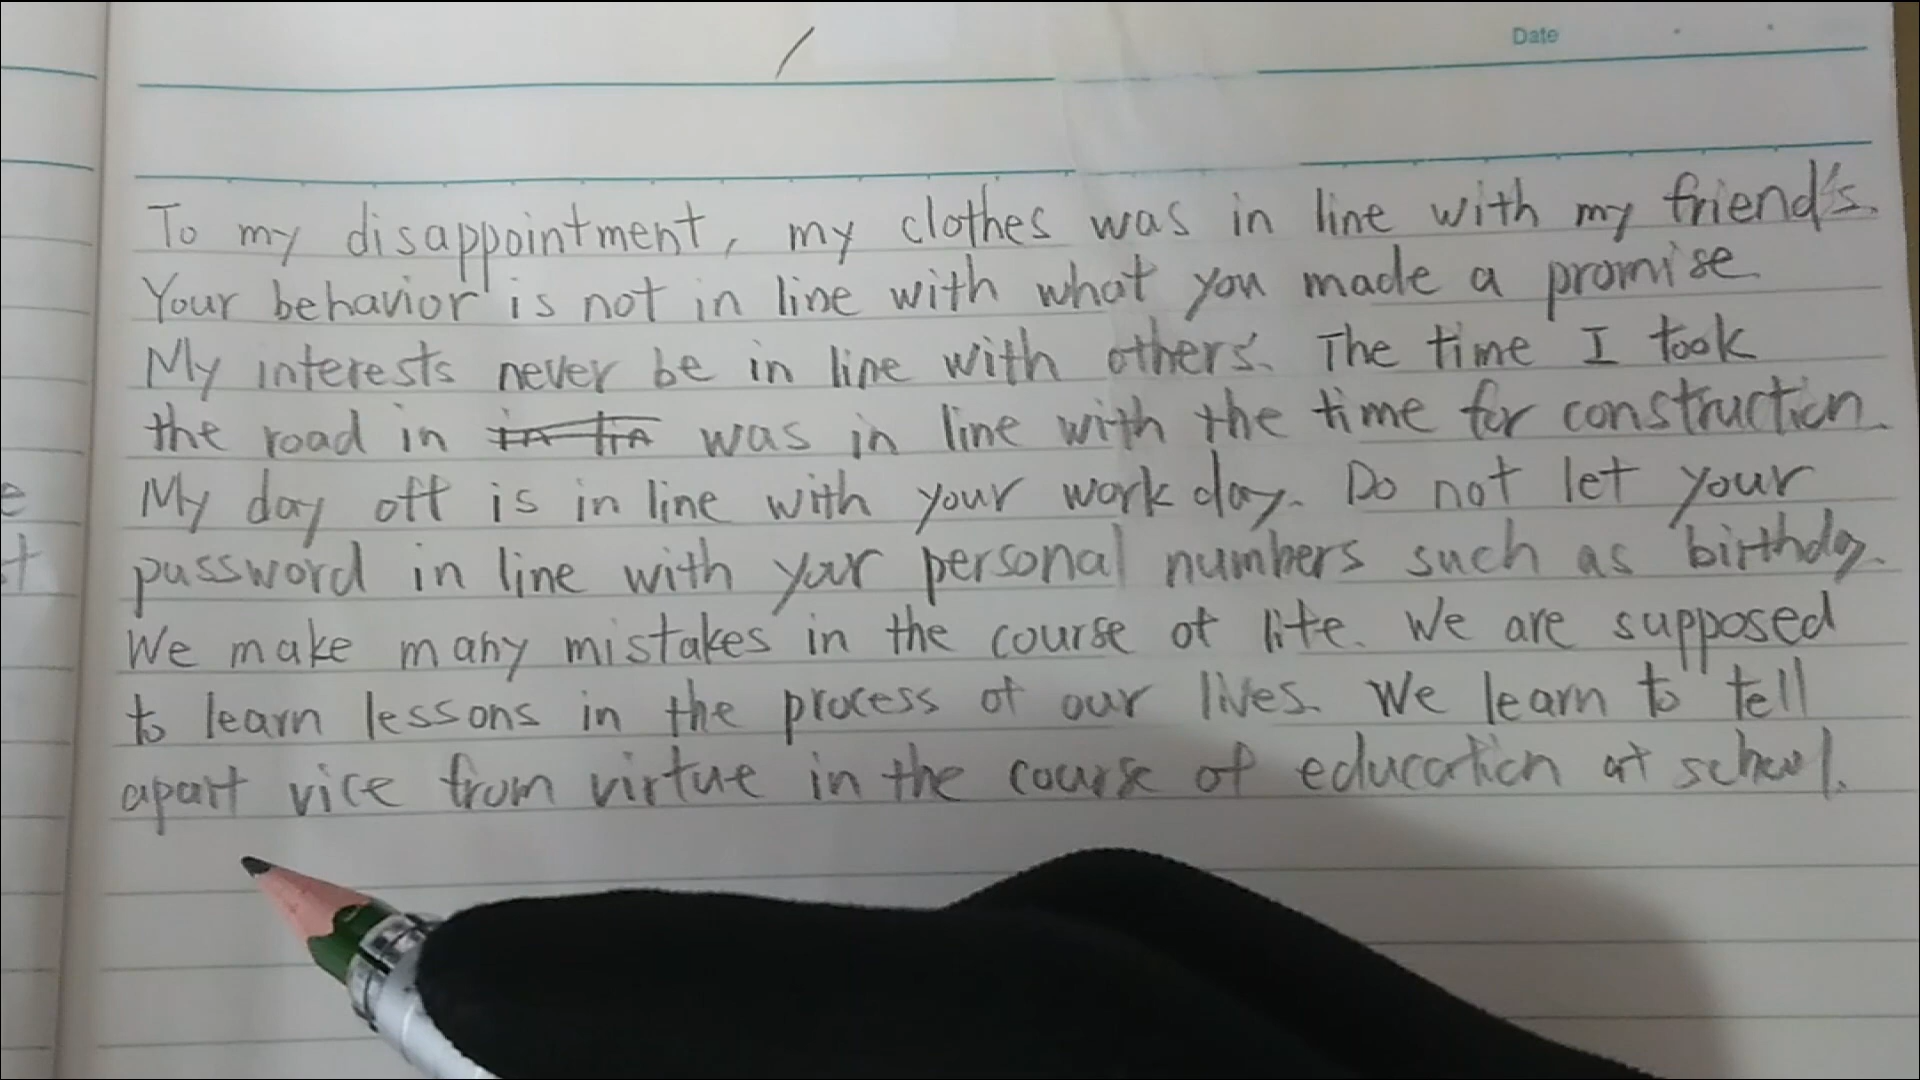 Date
To my disappointment, my clothes was in line with my friend's.
Your behavior is not in line with what you made a promise.
My interests never be in line with others'. The time I took
the road in was in line with the time for construction.
My day off is in line with your work day. Do not let your
password in line with your personal numbers such as birthday.
We make many mistakes in the course of life. We are supposed
to learn lessons in the process of our lives. We learn to tell
apart vice from virtue in the course of education at school.